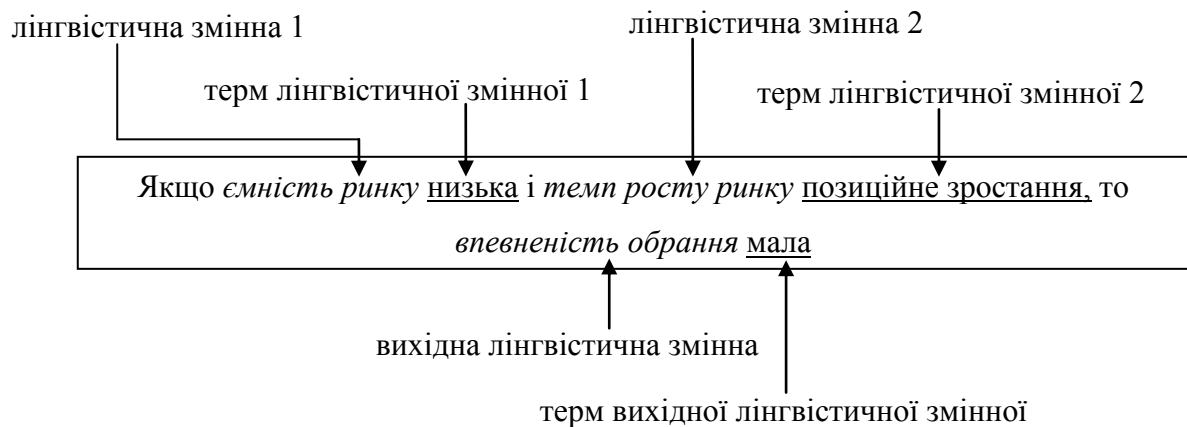 лінгвістична змінна 1
лінгвістична змінна 2
терм лінгвістичної змінної 1
терм лінгвістичної змінної 2
Якщо ємність ринку низька і темп росту ринку позиційне зростання, то
впевненість обрання мала
вихідна лінгвістична змінна
терм вихідної лінгвістичної змінної